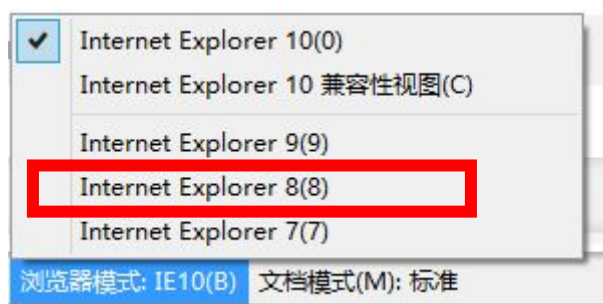 Internet Explorer 10(0)
Internet Explorer 10 兼容性视图(C)
Internet Explorer 9(9)
Internet Explorer 8(8)
Internet Explorer 7(7)
浏览器模式: IE10(B) 文档模式(M): 标准